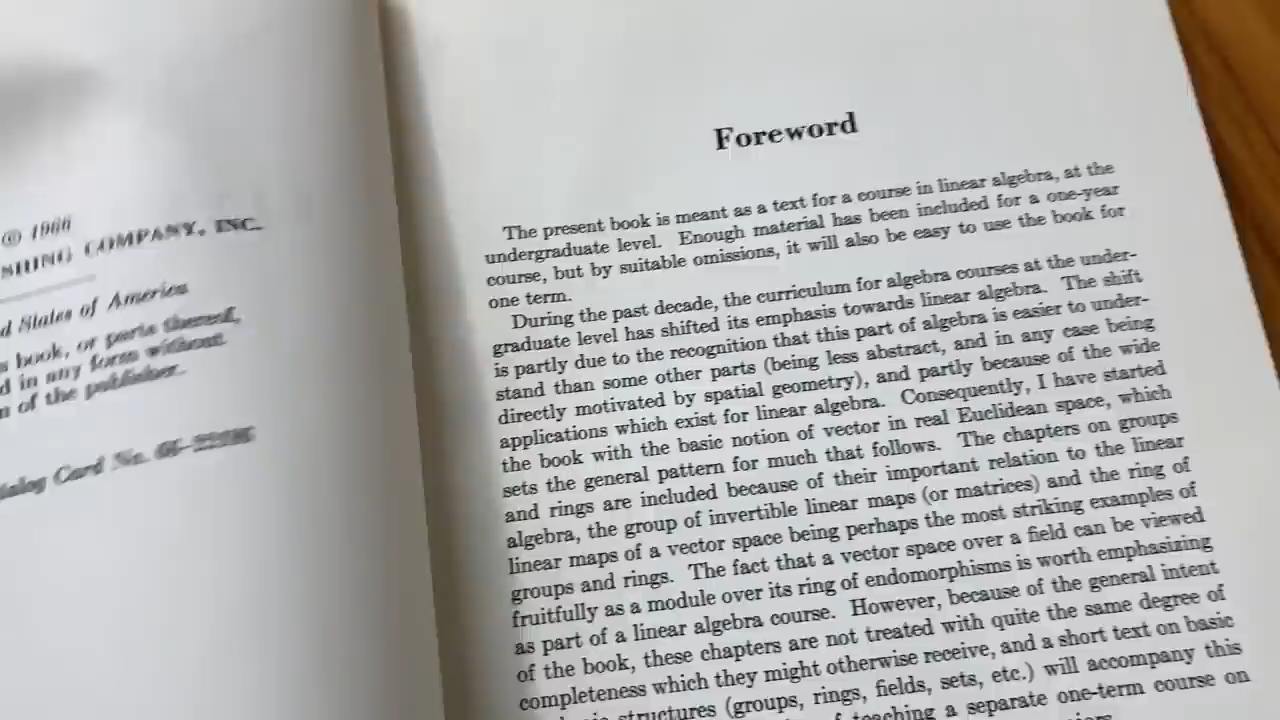 © 1966
SHING COMPANY, INC.
d States of America
book, or parts thereof,
d in any form without
of the publisher.
Card No.
Foreword
The present book is meant as a text for a course in linear algebra, at the
undergraduate level. Enough material has been included for a one-year
course, but by suitable omissions, it will also be easy to use the book for
one term.
During the past decade, the curriculum for algebra courses at the under-
graduate level has shifted its emphasis towards linear algebra. The shift
is partly due to the recognition that this part of algebra is easier to under-
stand than some other parts (being less abstract, and in any case being
directly motivated by spatial geometry), and partly because of the wide
applications which exist for linear algebra. Consequently, I have started
the book with the basic notion of vector in real Euclidean space, which
sets the general pattern for much that follows. The chapters on groups
and rings are included because of their important relation to the linear
algebra, the group of invertible linear maps (or matrices) and the ring of
linear maps of a vector space being perhaps the most striking examples of
groups and rings. The fact that a vector space over a field can be viewed
fruitfully as a module over its ring of endomorphisms is worth emphasizing
as part of a linear algebra course. However, because of the general intent
of the book, these chapters are not treated with quite the same degree of
completeness which they might otherwise receive, and a short text on basic
structures (groups, rings, fields, sets, etc.) will accompany this
teaching a separate one-term course on